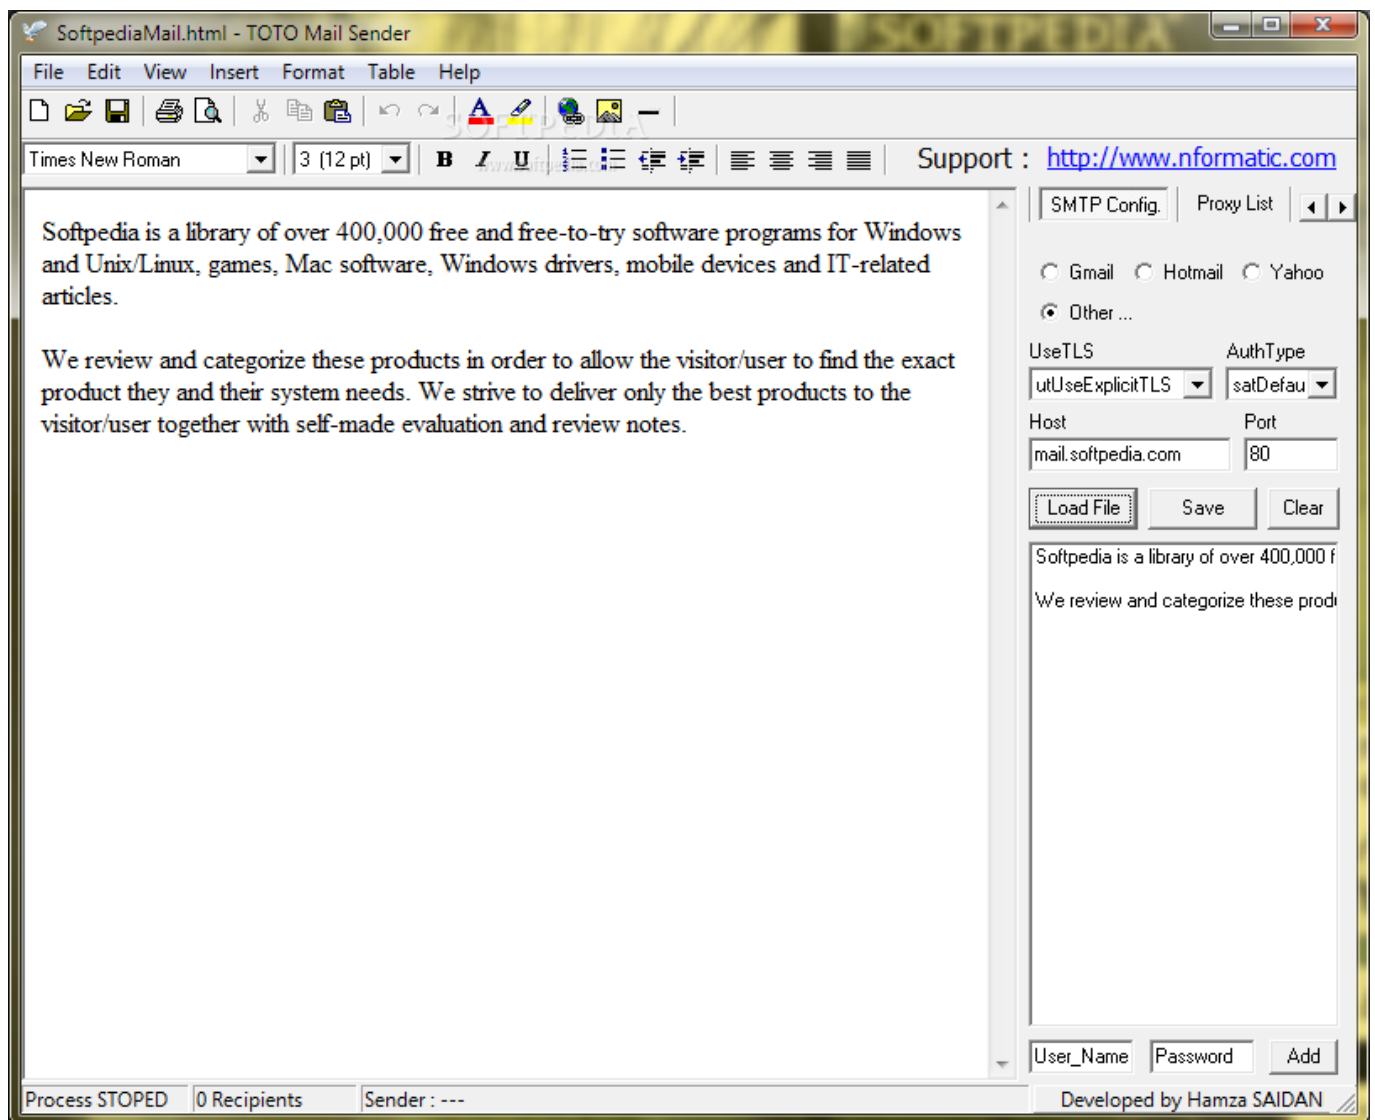 SOFTPEDIA
SoftpediaMail.html - TOTO Mail Sender
File Edit View Insert Format Table Help
SOFTPEDIA
Times New Roman 3 (12 pt) B I U Support : http://www.nformatic.com
www.softpedia.com
Softpedia is a library of over 400,000 free and free-to-try software programs for Windows
and Unix/Linux, games, Mac software, Windows drivers, mobile devices and IT-related
articles.
We review and categorize these products in order to allow the visitor/user to find the exact
product they and their system needs. We strive to deliver only the best products to the
visitor/user together with self-made evaluation and review notes.
SMTP Config. Proxy List
Gmail Hotmail Yahoo
Other ...
UseTLS AuthType
utUseExplicitTLS satDefau
Host Port
mail.softpedia.com 80
Load File Save Clear
Softpedia is a library of over 400,000 f
We review and categorize these prod
User_Name Password Add
Process STOPED 0 Recipients Sender : --- Developed by Hamza SAIDAN